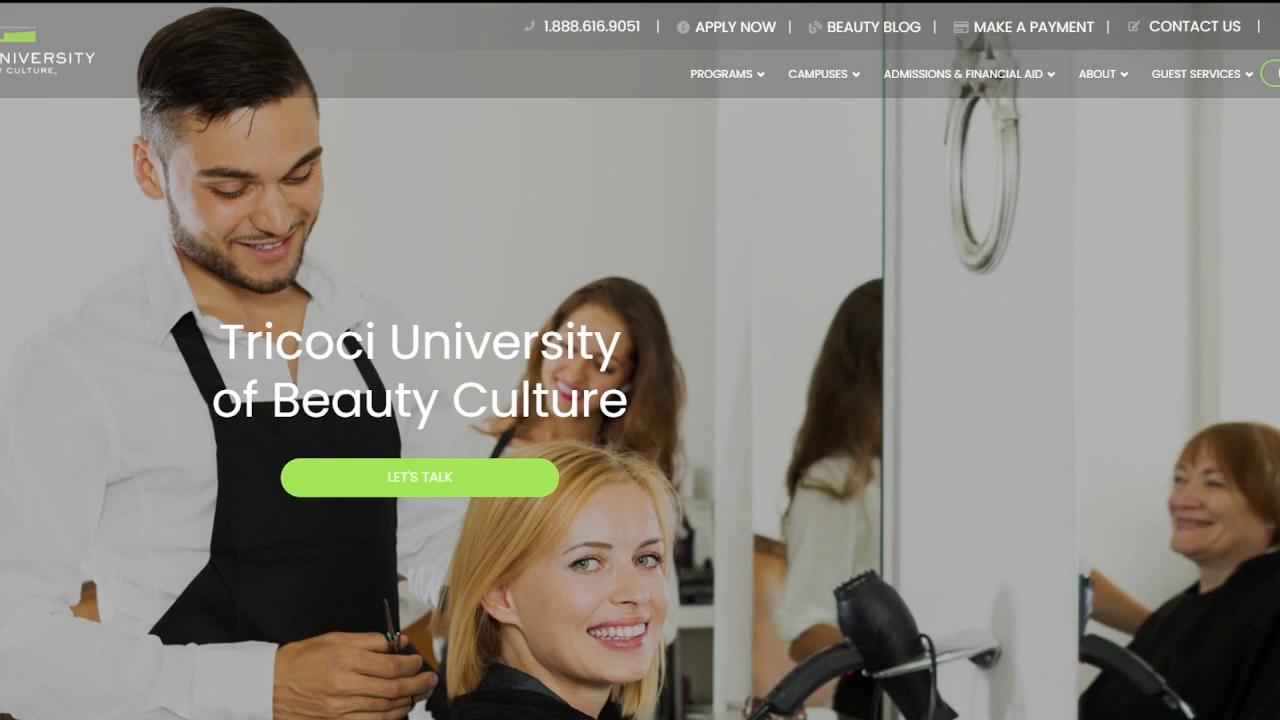 1.888.616.9051 | APPLY NOW | BEAUTY BLOG | MAKE A PAYMENT | CONTACT US |
NIVERSITY
Y CULTURE
PROGRAMS CAMPUSES ADMISSIONS & FINANCIAL AID ABOUT GUEST SERVICES
Tricoci University
of Beauty Culture
LET'S TALK